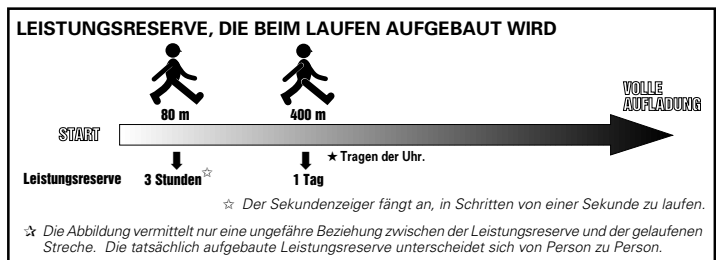 LEISTUNGSRESERVE, DIE BEIM LAUFEN AUFGEBAUT WIRD
80 m 400 m
VOLLE
AUFLADUNG
START
★ Tragen der Uhr.
Leistungsreserve 3 Stunden☆ 1 Tag
☆ Der Sekundenzeiger fängt an, in Schritten von einer Sekunde zu laufen.
✰ Die Abbildung vermittelt nur eine ungefähre Beziehung zwischen der Leistungsreserve und der gelaufenen
Streche. Die tatsächlich aufgebaute Leistungsreserve unterscheidet sich von Person zu Person.